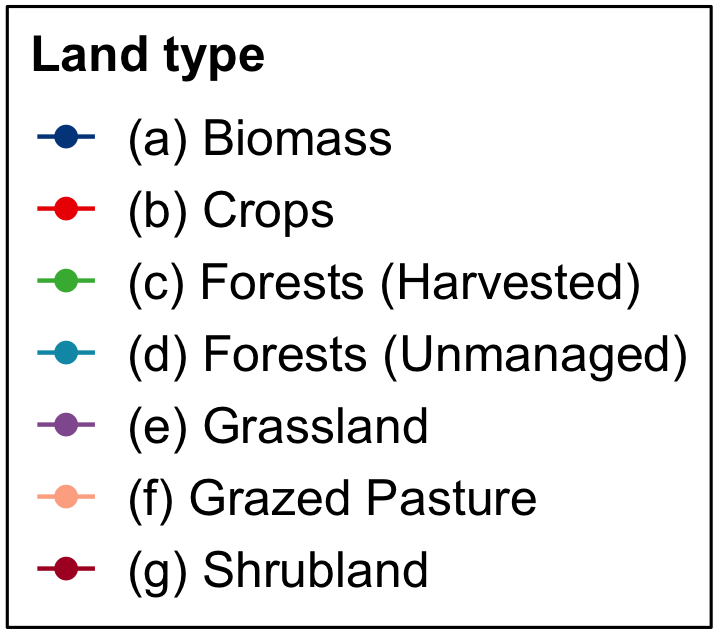 Land type
(a) Biomass
(b) Crops
(c) Forests (Harvested)
(d) Forests (Unmanaged)
(e) Grassland
(f) Grazed Pasture
(g) Shrubland